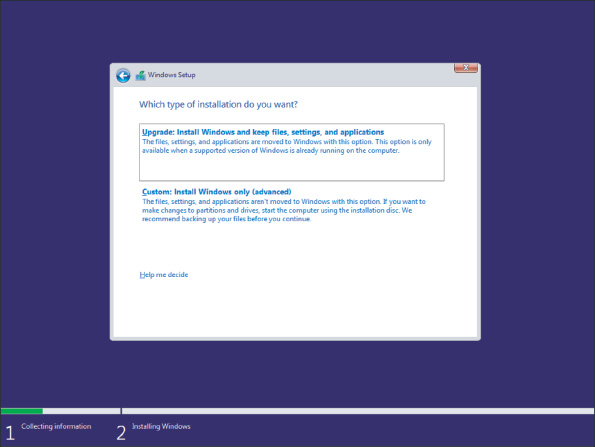 Windows Setup
Which type of installation do you want?
Upgrade: Install Windows and keep files, settings, and applications
The files, settings, and applications are moved to Windows with this option. This option is only
available when a supported version of Windows is already running on the computer.
Custom: Install Windows only (advanced)
The files, settings, and applications aren't moved to Windows with this option. If you want to
make changes to partitions and drives, start the computer using the installation disc. We
recommend backing up your files before you continue.
Help me decide
1 Collecting information
2 Installing Windows